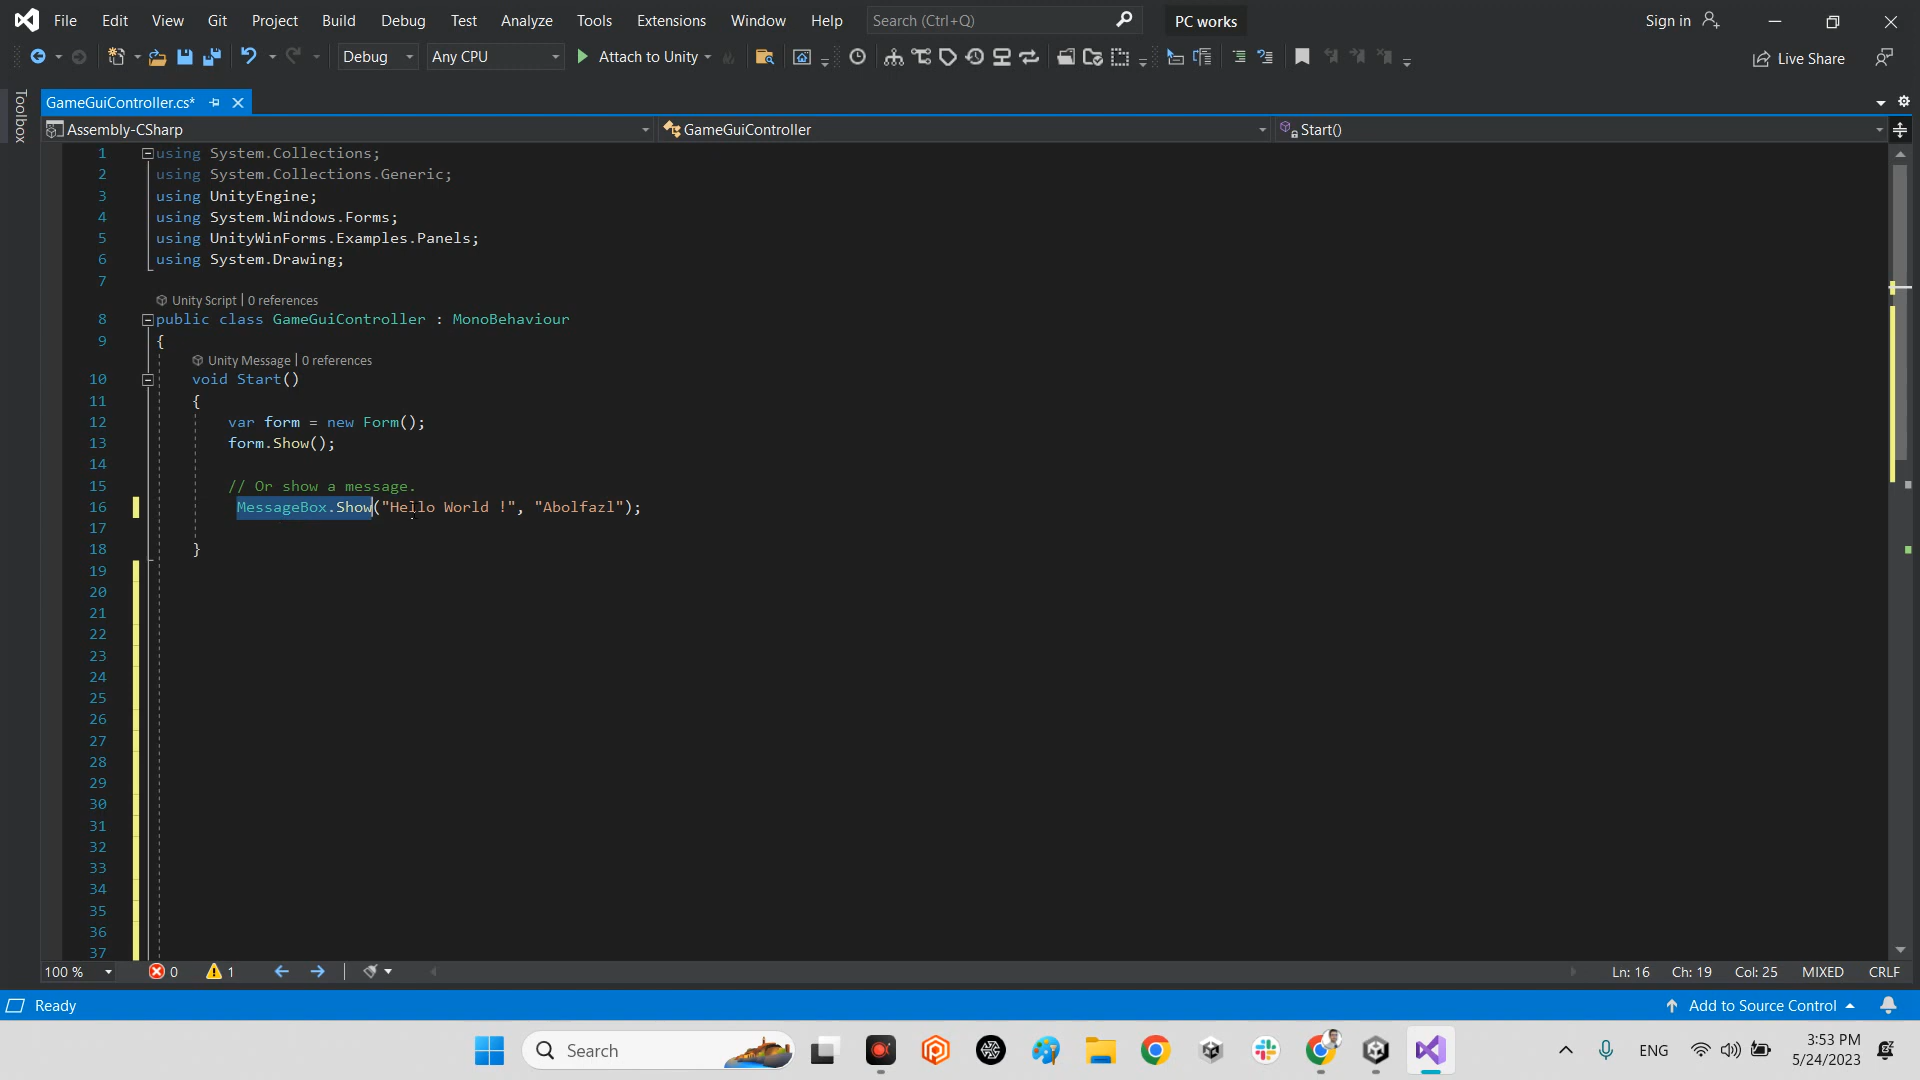 File Edit View Git Project Build Debug Test Analyze Tools Extensions Window Help Search (Ctrl+Q) PC works Sign in
Debug Any CPU Attach to Unity Live Share
Toolbox
GameGuiController.cs*
Assembly-CSharp GameGuiController Start()
1 using System.Collections;
2 using System.Collections.Generic;
3 using UnityEngine;
4 using System.Windows.Forms;
5 using UnityWinForms.Examples.Panels;
6 using System.Drawing;
7
Unity Script | 0 references
8 public class GameGuiController : MonoBehaviour
9 {
Unity Message | 0 references
10 void Start()
11 {
12 var form = new Form();
13 form.Show();
14
15 // Or show a message.
16 MessageBox.Show("Hello World !", "Abolfazl");
17
18 }
19
20
21
22
23
24
25
26
27
28
29
30
31
32
33
34
35
36
37
100 % 0 1 Ln: 16 Ch: 19 Col: 25 MIXED CRLF
Ready Add to Source Control
Search ENG 3:53 PM
5/24/2023